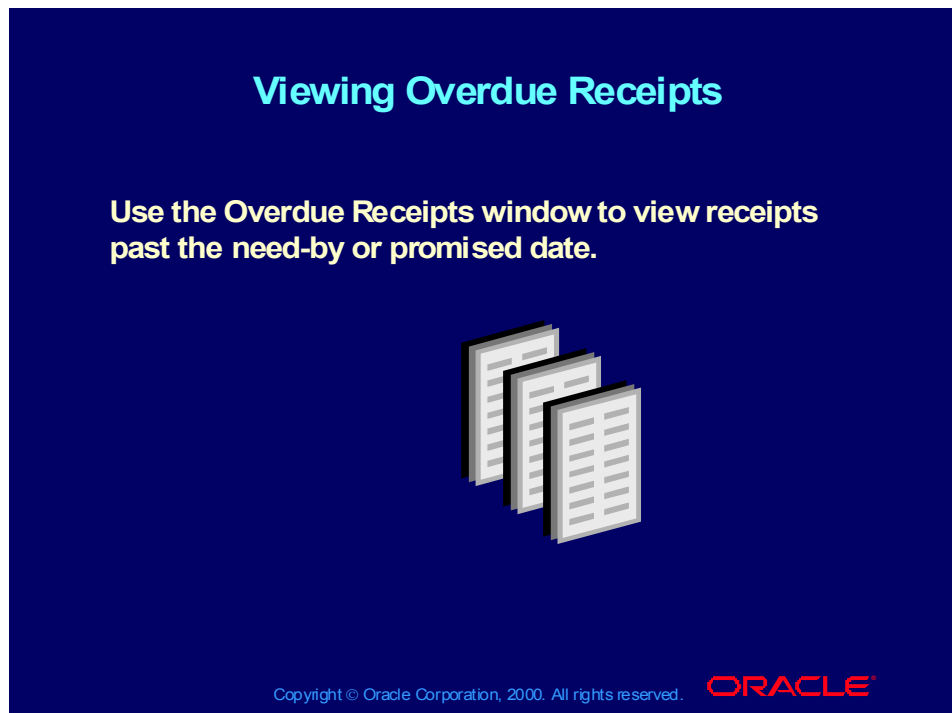 Viewing Overdue Receipts
Use the Overdue Receipts window to view receipts
past the need-by or promised date.
Copyright © Oracle Corporation, 2000. All rights reserved.
ORACLE®